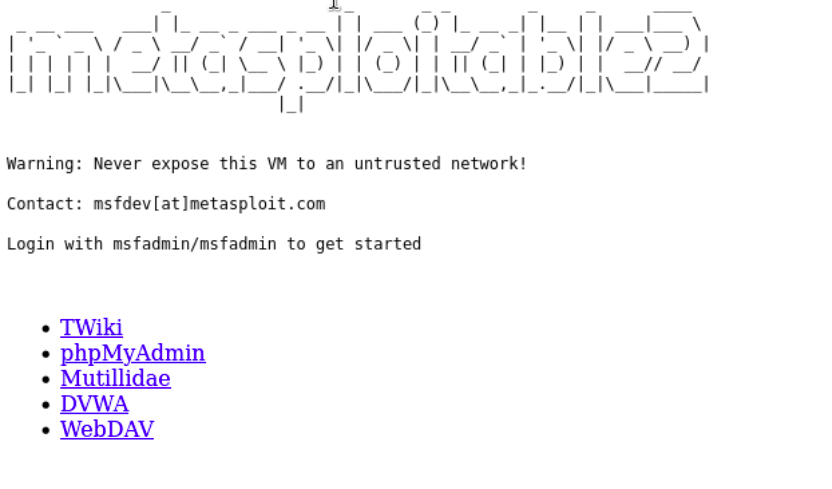 metasploitable2
Warning: Never expose this VM to an untrusted network!
Contact: msfdev[at]metasploit.com
Login with msfadmin/msfadmin to get started
TWiki
phpMyAdmin
Mutillidae
DVWA
WebDAV